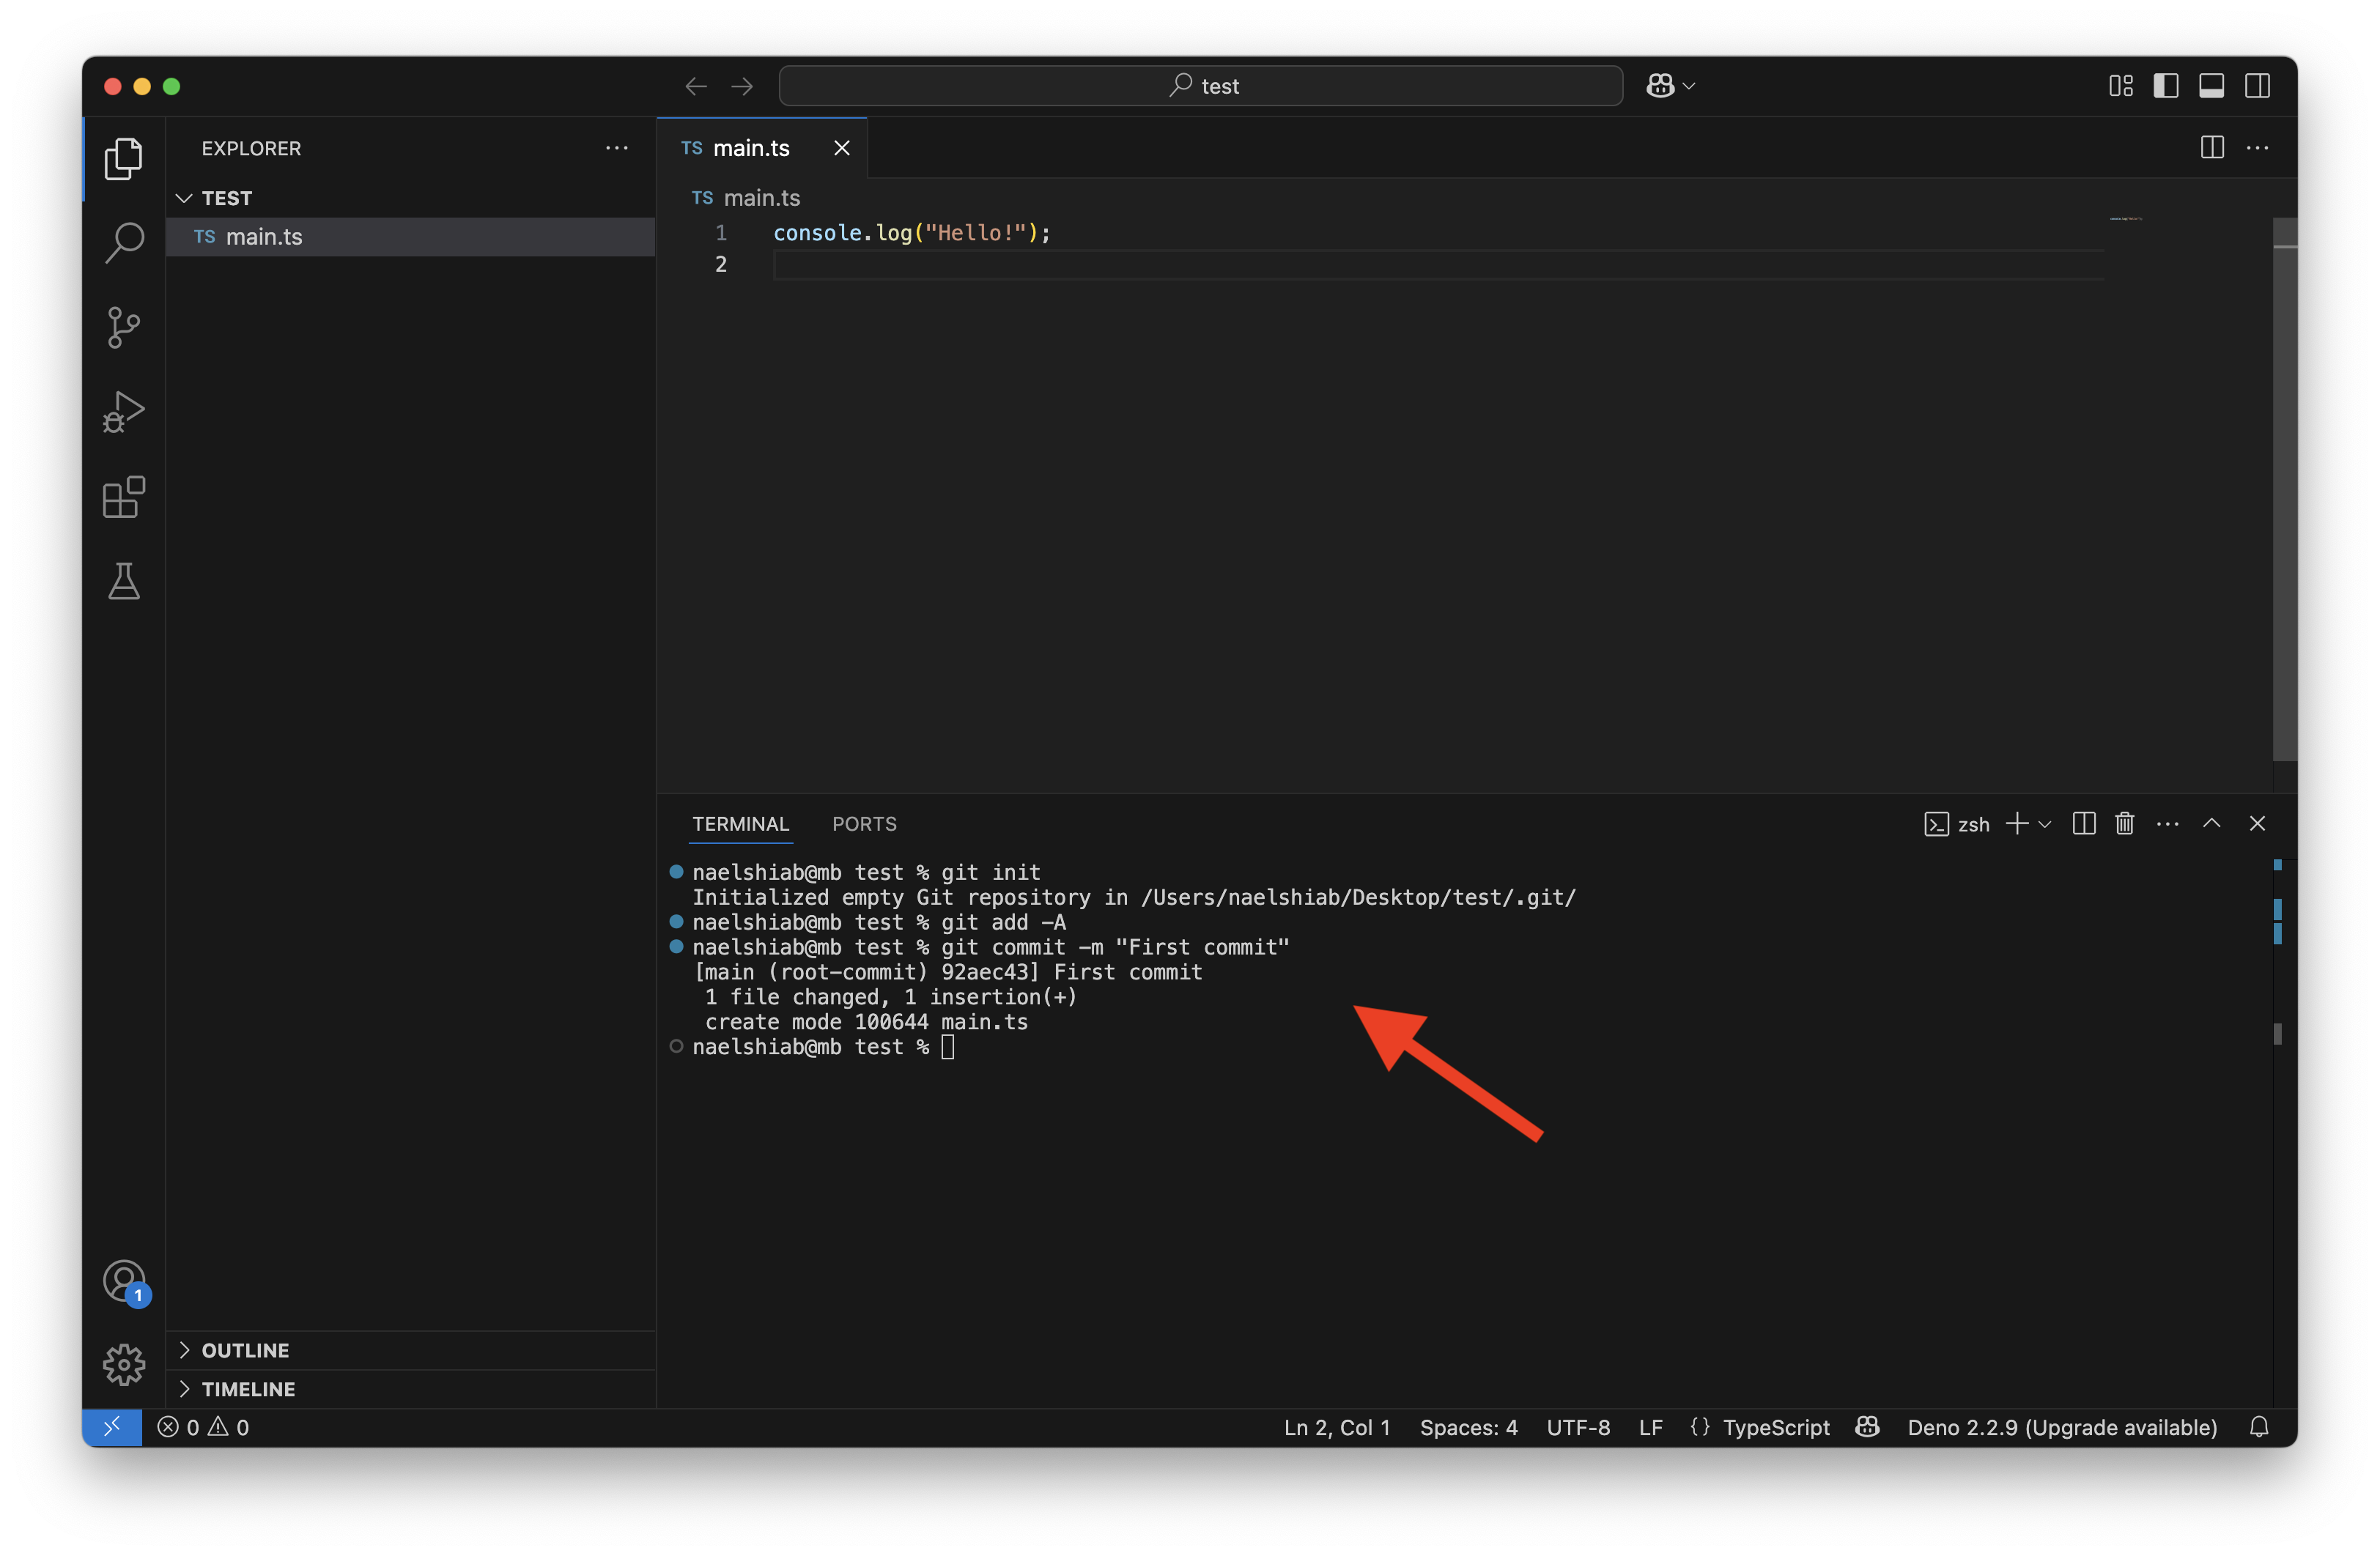 test
EXPLORER
TEST
TS main.ts
TS main.ts
TS main.ts
1 console.log("Hello!");
2
TERMINAL PORTS
zsh
naelshiab@mb test % git init
Initialized empty Git repository in /Users/naelshiab/Desktop/test/.git/
naelshiab@mb test % git add -A
naelshiab@mb test % git commit -m "First commit"
[main (root-commit) 92aec43] First commit
1 file changed, 1 insertion(+)
create mode 100644 main.ts
naelshiab@mb test %
1
OUTLINE
TIMELINE
0 0 Ln 2, Col 1 Spaces: 4 UTF-8 LF {} TypeScript Deno 2.2.9 (Upgrade available)